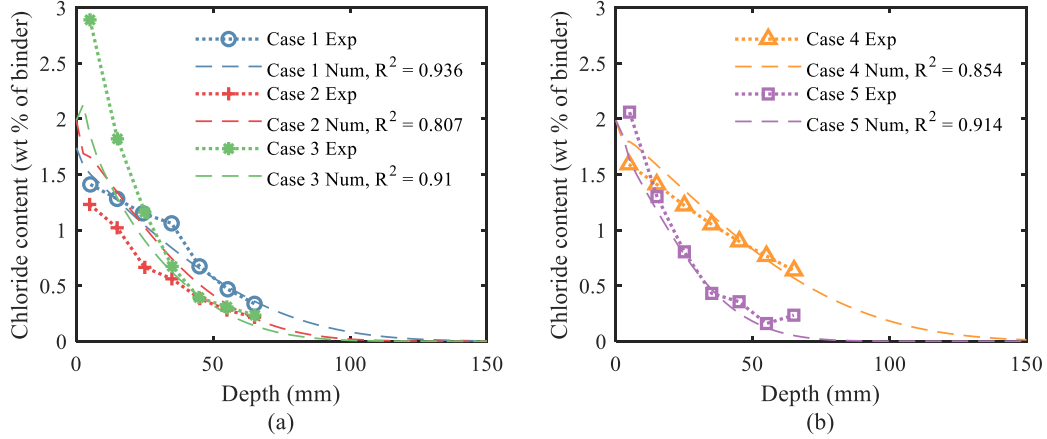 3
2.5
2
1.5
1
0.5
0
Chloride content (wt % of binder)
Case 1 Exp
Case 1 Num, R² = 0.936
Case 2 Exp
Case 2 Num, R² = 0.807
Case 3 Exp
Case 3 Num, R² = 0.91
0 50 100 150
Depth (mm)
(a)
3
2.5
2
1.5
1
0.5
0
Chloride content (wt % of binder)
Case 4 Exp
Case 4 Num, R² = 0.854
Case 5 Exp
Case 5 Num, R² = 0.914
0 50 100 150
Depth (mm)
(b)